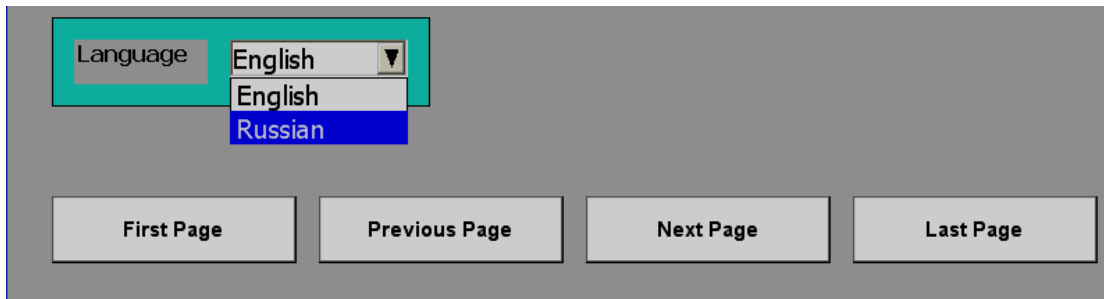 Language English
English
Russian
First Page Previous Page Next Page Last Page